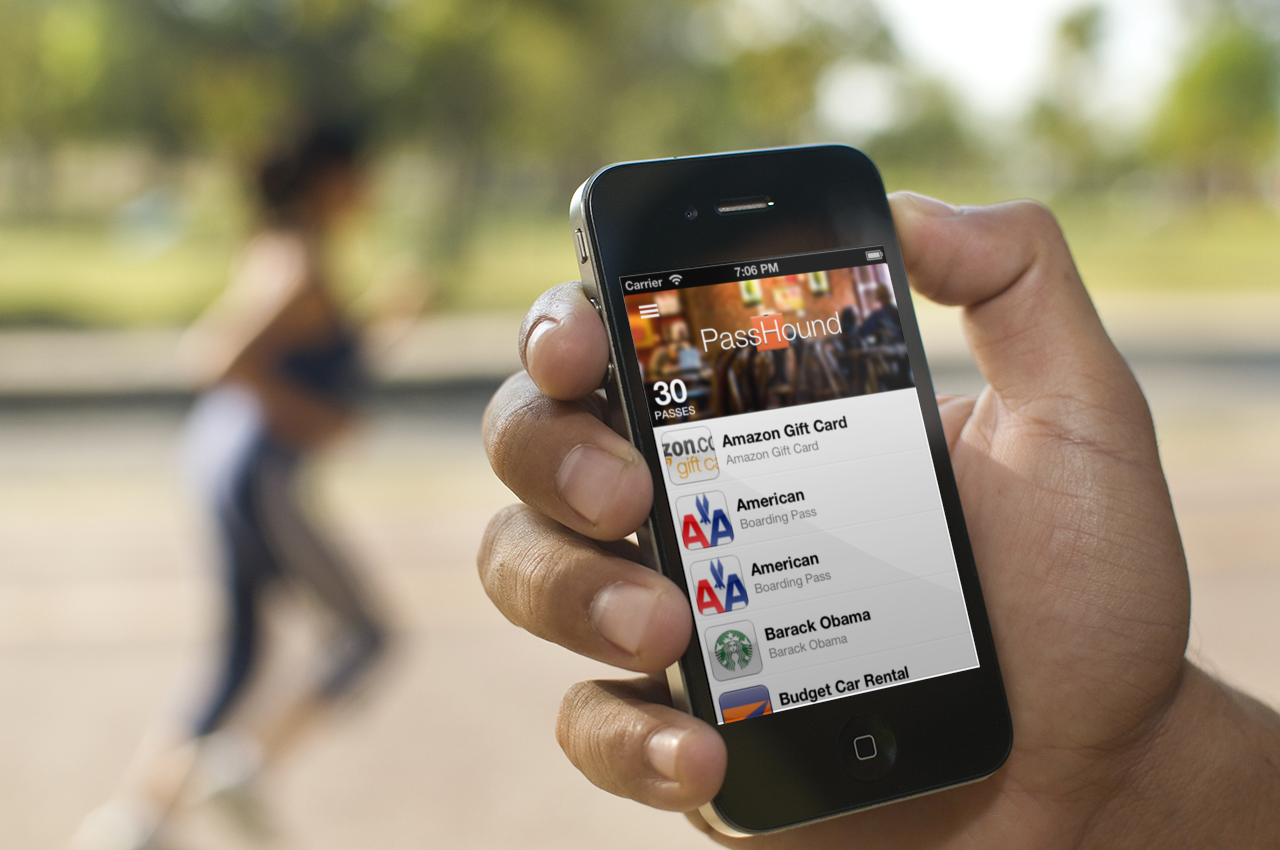 Carrier 7:06 PM
PassHound
30
PASSES
zon.co
gift ca
Amazon Gift Card
Amazon Gift Card
AA
American
Boarding Pass
AA
American
Boarding Pass
Barack Obama
Barack Obama
Budget Car Rental